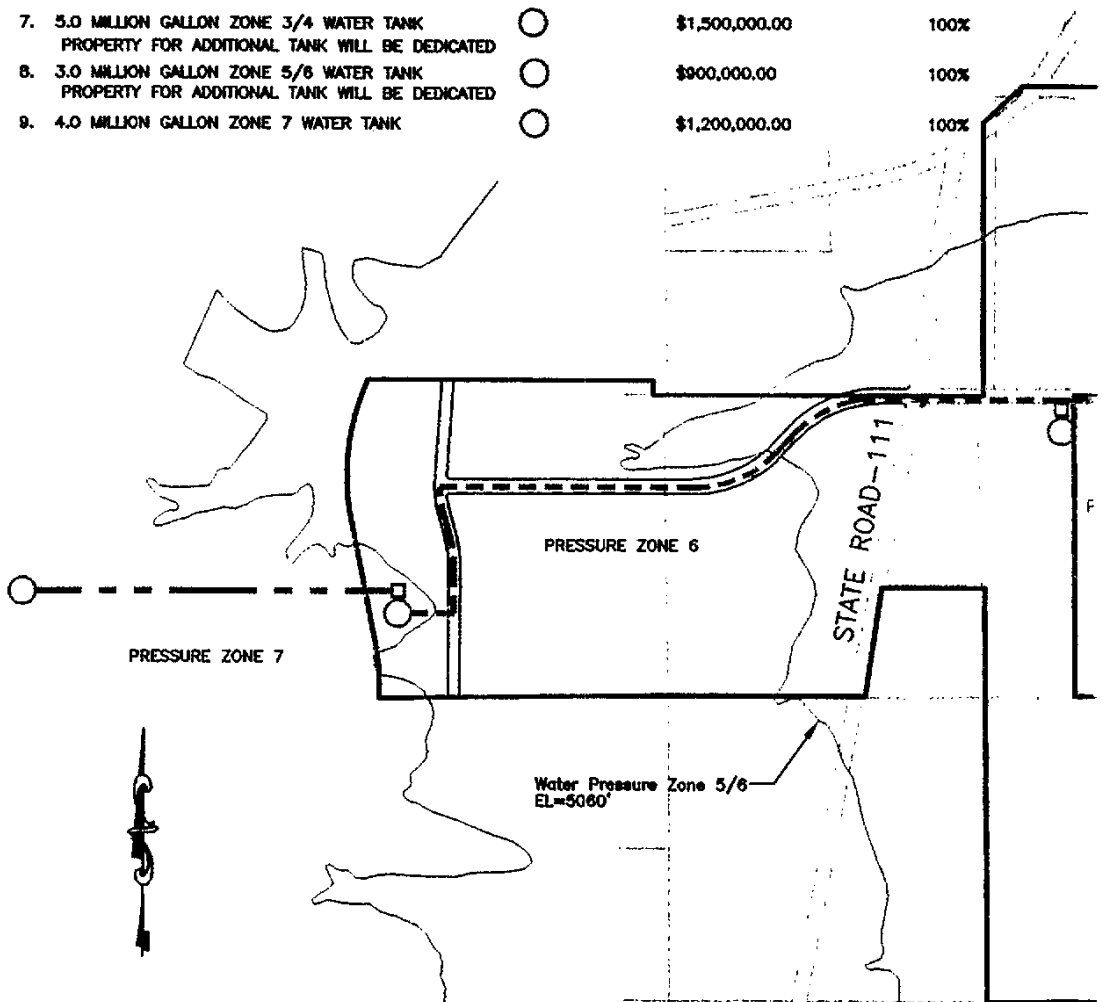 7. 5.0 MILLION GALLON ZONE 3/4 WATER TANK $1,500,000.00 100%
PROPERTY FOR ADDITIONAL TANK WILL BE DEDICATED
8. 3.0 MILLION GALLON ZONE 5/6 WATER TANK $900,000.00 100%
PROPERTY FOR ADDITIONAL TANK WILL BE DEDICATED
9. 4.0 MILLION GALLON ZONE 7 WATER TANK $1,200,000.00 100%
STATE ROAD-111
P
PRESSURE ZONE 6
PRESSURE ZONE 7
Water Pressure Zone 5/6
EL=5060'